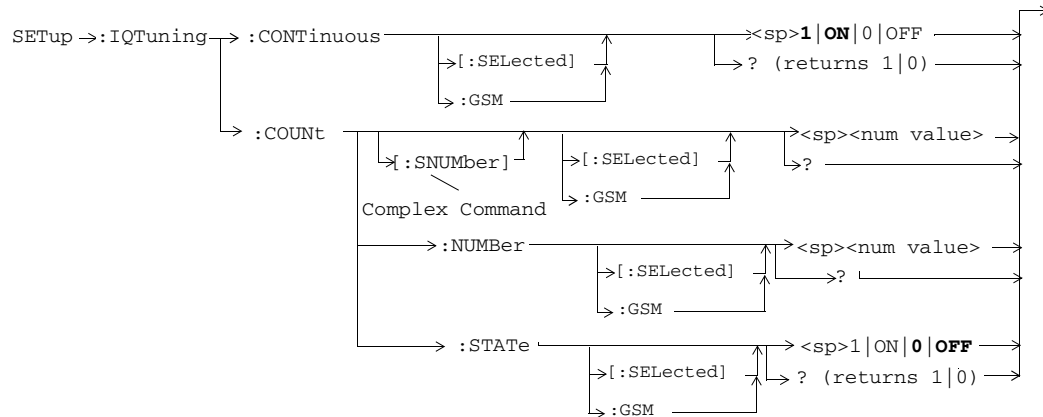 SETup :IQTuning :CONTinuous <sp>1|ON|0|OFF
[:SELected] ? (returns 1|0)
:GSM
:COUNt <sp><num value>
[:SNUMber] [:SELected] ?
:GSM
Complex Command
:NUMBer <sp><num value>
[:SELected] ?
:GSM
:STATe <sp>1|ON|0|OFF
[:SELected] ? (returns 1|0)
:GSM